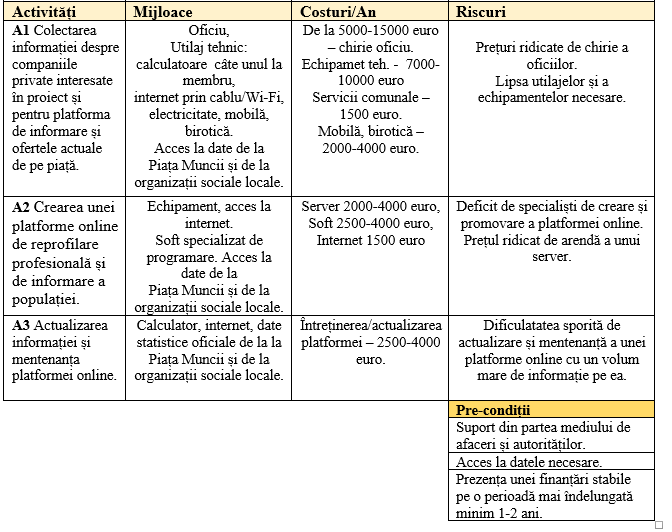 Activități
Mijloace
Costuri/An
Riscuri
A1 Colectarea
informației despre
companiile
private interesate
în proiect și
pentru platforma
de informare și
ofertele actuale
de pe piață.
Oficiu,
Utilaj tehnic:
calculatoare câte unul la
membru,
internet prin cablu/Wi-Fi,
electricitate, mobilă,
birotică.
Acces la date de la
Piața Muncii și de la
organizații sociale locale.
De la 5000-15000 euro
– chirie oficiu.
Echipamet teh. - 7000-
10000 euro
Servicii comunale –
1500 euro.
Mobilă, birotică –
2000-4000 euro.
Prețuri ridicate de chirie a
oficiilor.
Lipsa utilajelor și a
echipamentelor necesare.
A2 Crearea unei
platforme online
de reprofilare
profesională și
de informare a
populației.
Echipament, acces la
internet.
Soft specializat de
programare. Acces la
date de la
Piața Muncii și de la
organizații sociale locale.
Server 2000-4000 euro,
Soft 2500-4000 euro,
Internet 1500 euro
Deficit de specialiști de creare și
promovare a platformei online.
Prețul ridicat de arendă a unui
server.
A3 Actualizarea
informației și
mentenanța
platformei online.
Calculator, internet, date
statistice oficiale de la la
Piața Muncii și de la
organizații sociale locale.
Întreținerea/actualizarea
platformei – 2500-4000
euro.
Dificulatatea sporită de
actualizare și mentenanță a unei
platforme online cu un volum
mare de informație pe ea.
Pre-condiții
Suport din partea mediului de
afaceri și autorităților.
Acces la datele necesare.
Prezența unei finanțări stabile
pe o perioadă mai îndelungată
minim 1-2 ani.